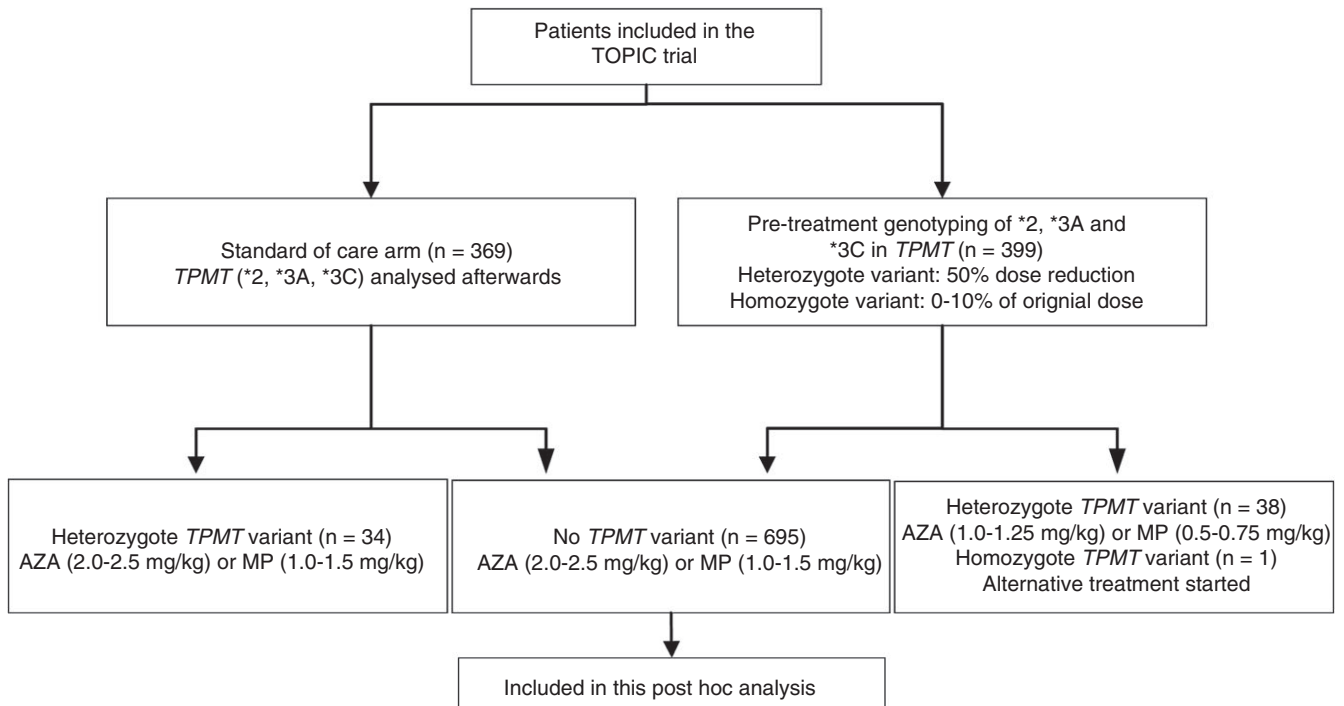 Patients included in the
TOPIC trial
Standard of care arm (n = 369)
TPMT (*2, *3A, *3C) analysed afterwards
Pre-treatment genotyping of *2, *3A and
*3C in TPMT (n = 399)
Heterozygote variant: 50% dose reduction
Homozygote variant: 0-10% of orignial dose
Heterozygote TPMT variant (n = 34)
AZA (2.0-2.5 mg/kg) or MP (1.0-1.5 mg/kg)
No TPMT variant (n = 695)
AZA (2.0-2.5 mg/kg) or MP (1.0-1.5 mg/kg)
Heterozygote TPMT variant (n = 38)
AZA (1.0-1.25 mg/kg) or MP (0.5-0.75 mg/kg)
Homozygote TPMT variant (n = 1)
Alternative treatment started
Included in this post hoc analysis